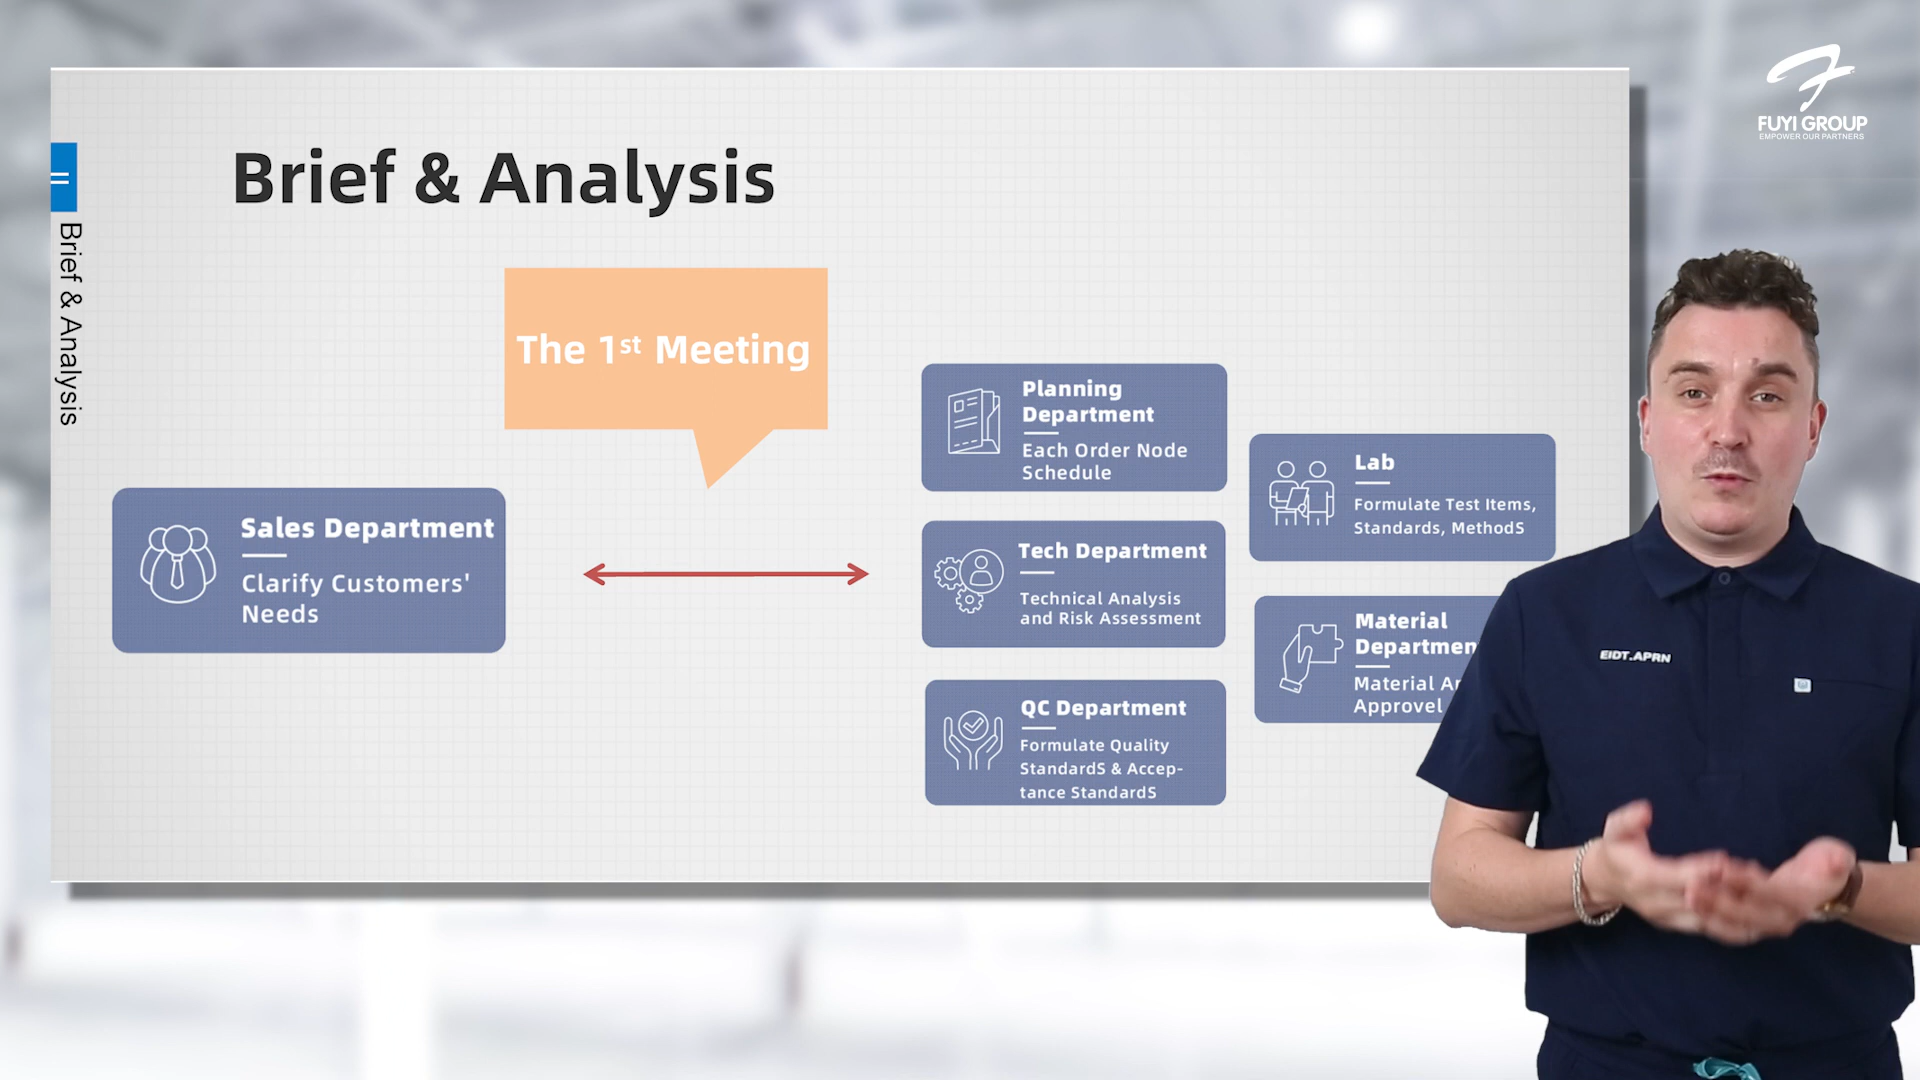 FUYI GROUP
EMPOWER OUR PARTNERS
Brief & Analysis
Brief & Analysis
The 1st Meeting
Sales Department
Clarify Customers'
Needs
Planning
Department
Each Order Node
Schedule
Tech Department
Technical Analysis
and Risk Assessment
QC Department
Formulate Quality
StandardS & Accep-
tance StandardS
Lab
Formulate Test Items,
Standards, MethodS
Material
Material
Approvel
EIDT.APRN